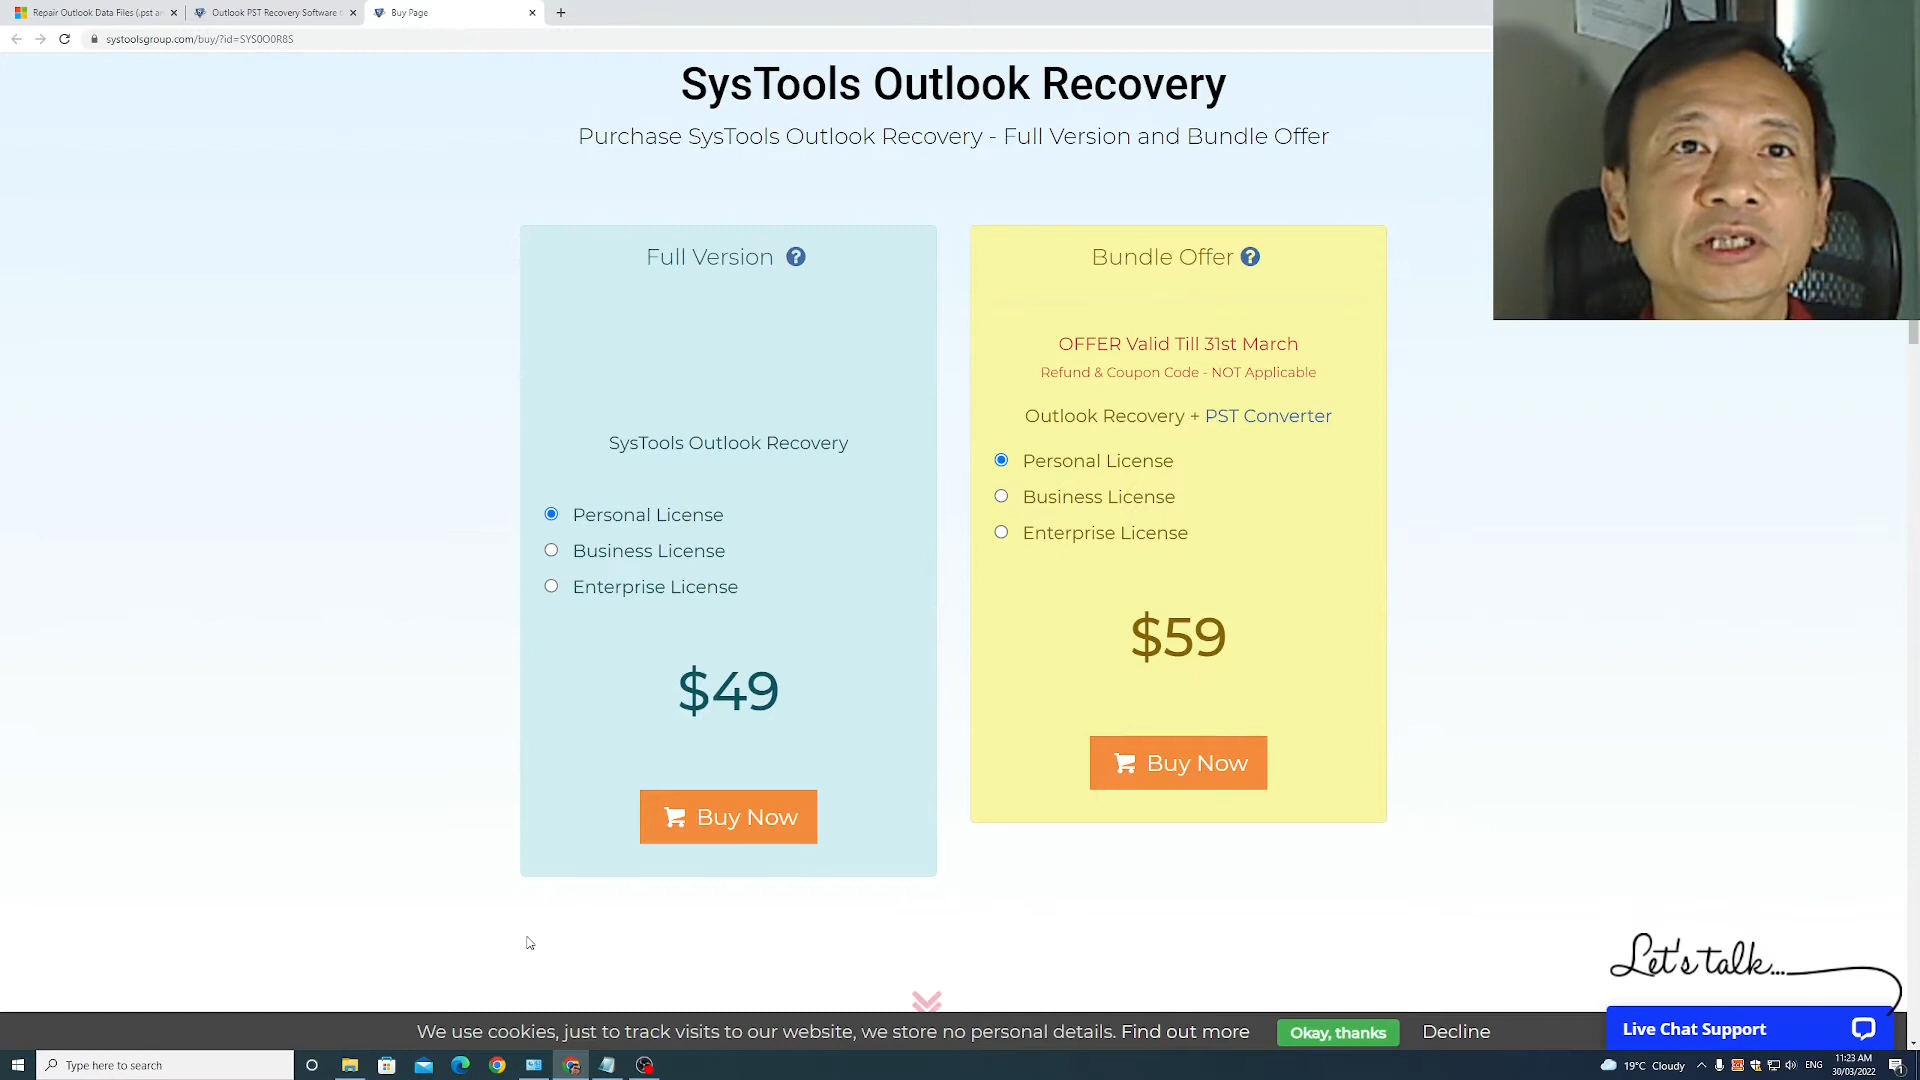 Repair Outlook Data Files (.pst an
Outlook PST Recovery Software t
Buy Page
systoolsgroup.com/buy/?id=SYS0O0R8S
SysTools Outlook Recovery
Purchase SysTools Outlook Recovery - Full Version and Bundle Offer
Full Version
SysTools Outlook Recovery
Personal License
Business License
Enterprise License
$49
Buy Now
Bundle Offer
OFFER Valid Till 31st March
Refund & Coupon Code - NOT Applicable
Outlook Recovery + PST Converter
Personal License
Business License
Enterprise License
$59
Buy Now
Let's talk...
We use cookies, just to track visits to our website, we store no personal details. Find out more
Okay, thanks
Decline
Live Chat Support
Type here to search
19°C Cloudy
ENG
11:23 AM
30/03/2022